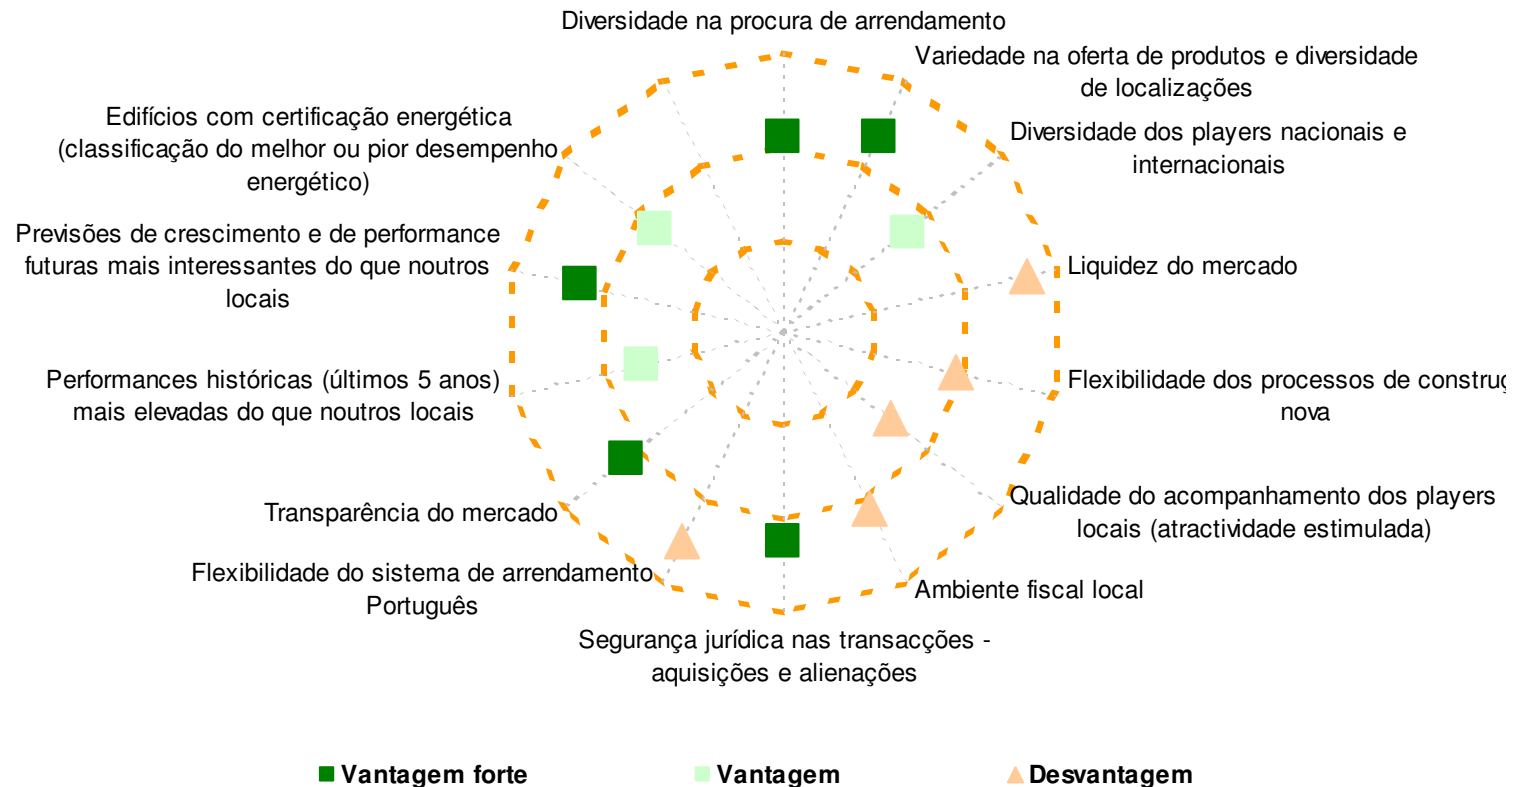 Diversidade na procura de arrendamento
Variedade na oferta de produtos e diversidade
de localizações
Diversidade dos players nacionais e
internacionais
Liquidez do mercado
Flexibilidade dos processos de
nova
Qualidade do acompanhamento dos players
locais (atractividade estimulada)
Ambiente fiscal local
Segurança jurídica nas transacções -
aquisições e alienações
Flexibilidade do sistema de arrendamento
Português
Transparência do mercado
Performances históricas (últimos 5 anos)
mais elevadas do que noutros locais
Previsões de crescimento e de performance
futuras mais interessantes do que noutros
locais
Edifícios com certificação energética
(classificação do melhor ou pior desempenho
energético)
Vantagem forte
Vantagem
Desvantagem